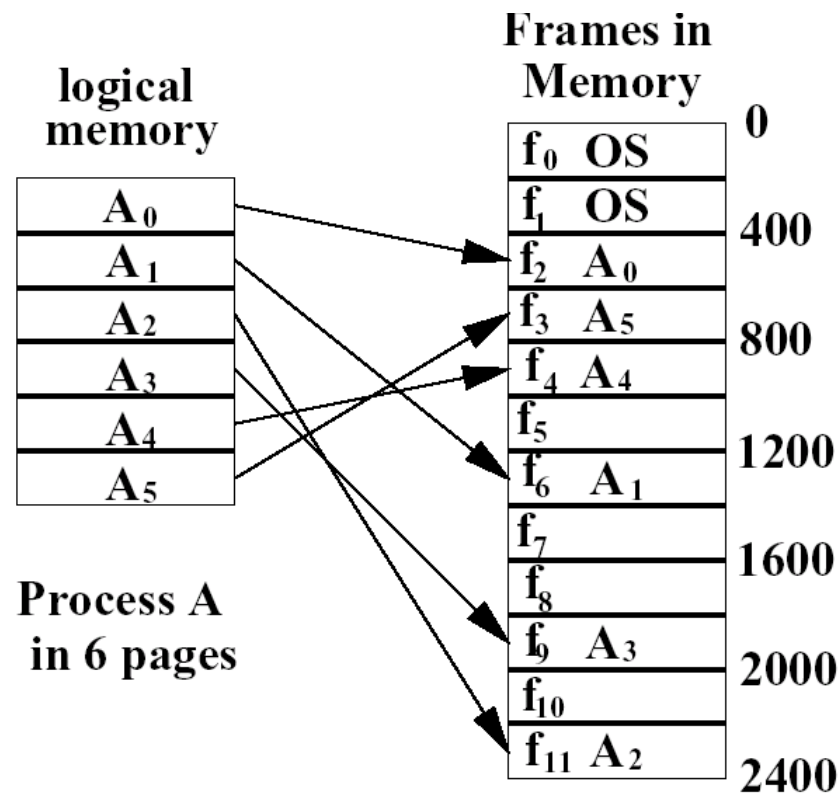 logical
memory
A0
A1
A2
A3
A4
A5
Process A
in 6 pages
Frames in
Memory
0
f0 OS
f1 OS
400
f2 A0
f3 A5
800
f4 A4
f5
1200
f6 A1
f7
1600
f8
f9 A3
2000
f10
f11 A2
2400